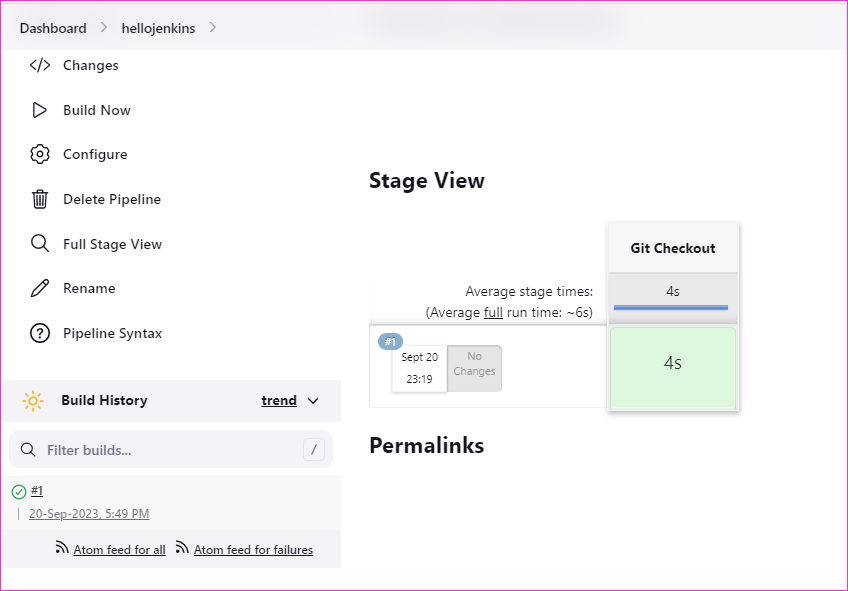 Dashboard > hellojenkins >
Changes
Build Now
Configure
Delete Pipeline
Full Stage View
Rename
Pipeline Syntax
Build History
trend
Filter builds...
/
#1
20-Sep-2023, 5:49 PM
Atom feed for all
Atom feed for failures
Stage View
Git Checkout
Average stage times:
4s
(Average full run time: ~6s)
#1
Sept 20
23:19
No
Changes
4s
Permalinks